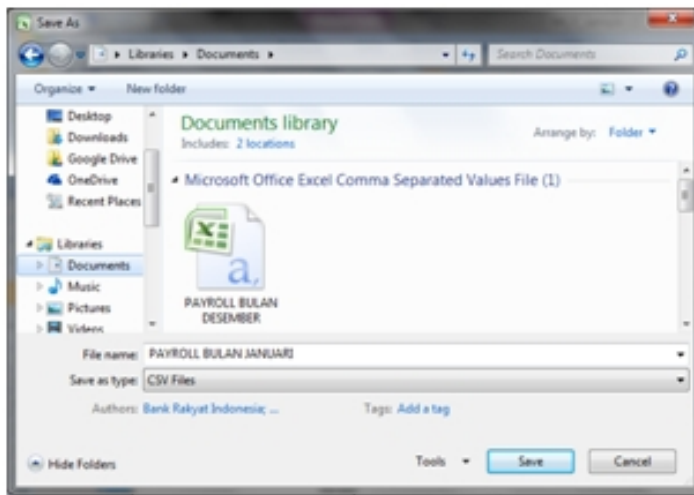 Save As
Libraries ▸ Documents ▸
Search Documents
Organize ▾ New folder
Desktop
Downloads
Google Drive
OneDrive
Recent Places
Libraries
Documents
Music
Pictures
Videos
Documents library
Includes: 2 locations
Arrange by: Folder ▾
Microsoft Office Excel Comma Separated Values File (1)
PAYROLL BULAN
DESEMBER
File name: PAYROLL BULAN JANUARI
Save as type: CSV Files
Authors: Bank Rakyat Indonesia; ...
Tags: Add a tag
Hide Folders
Tools ▾
Save
Cancel